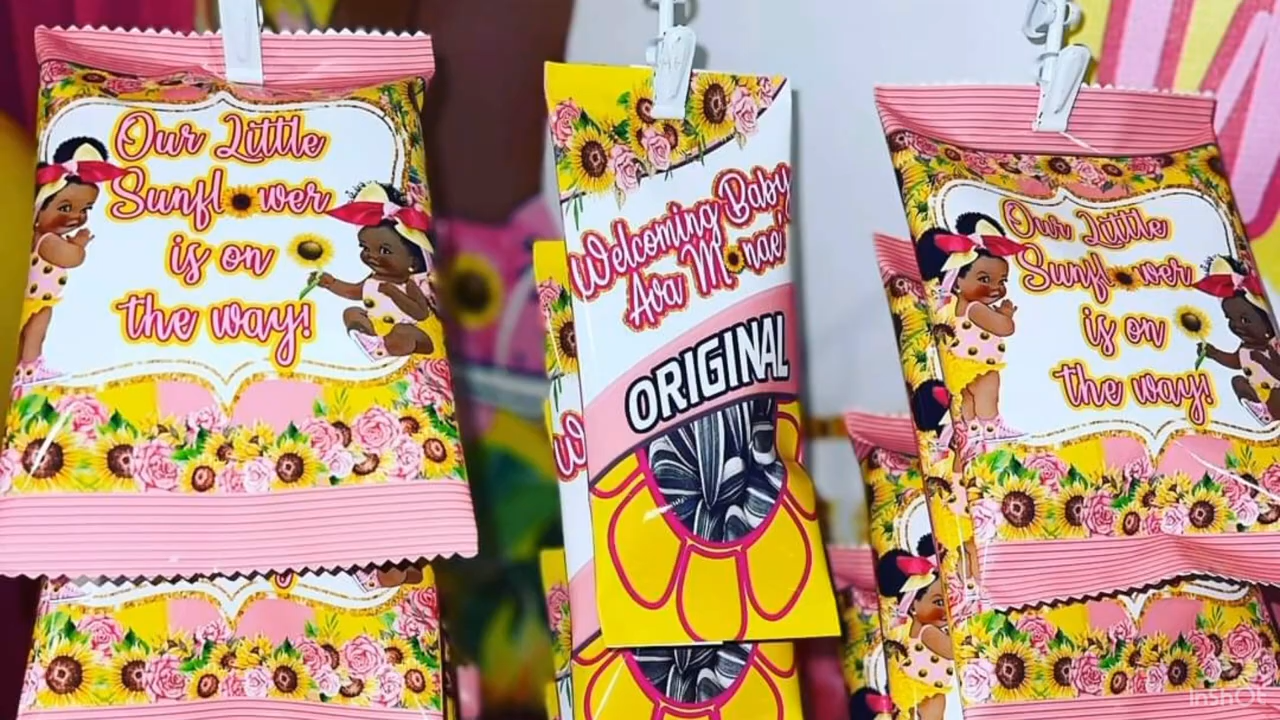 Our Little
Sunflower
is on
the way!
Welcoming Baby
Ava Monae'
ORIGINAL
Our Little
Sunflower
is on
the way!
W
InShOt